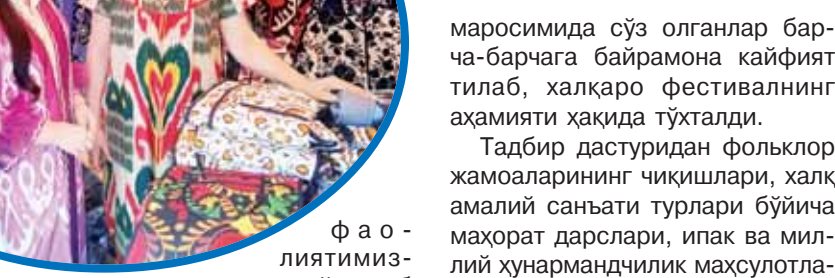 фао-
лиятимиз-
маросимида сўз олганлар бар-
ча-барчага байрамона кайфият
тилаб, халқаро фестивалнинг
аҳамияти ҳақида тўхталди.
Тадбир дастуридан фольклор
жамоаларининг чиқишлари, халқ
амалий санъати турлари бўйича
маҳорат дарслари, ипак ва мил-
лий ҳунармандчилик маҳсулотла-